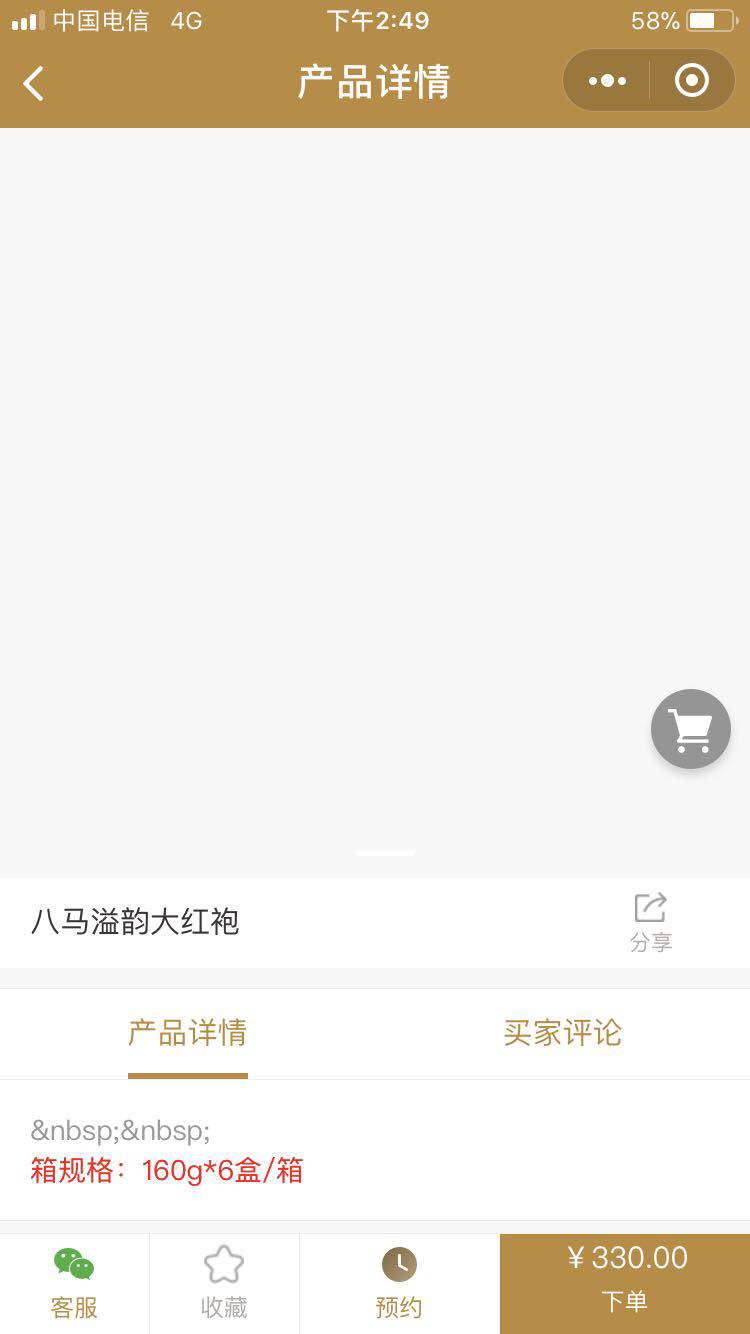 中国电信 4G 下午2:49 58%
产品详情
八马溢韵大红袍
分享
产品详情 买家评论
&nbsp;&nbsp;
箱规格：160g*6盒/箱
¥330.00
客服 收藏 预约 下单